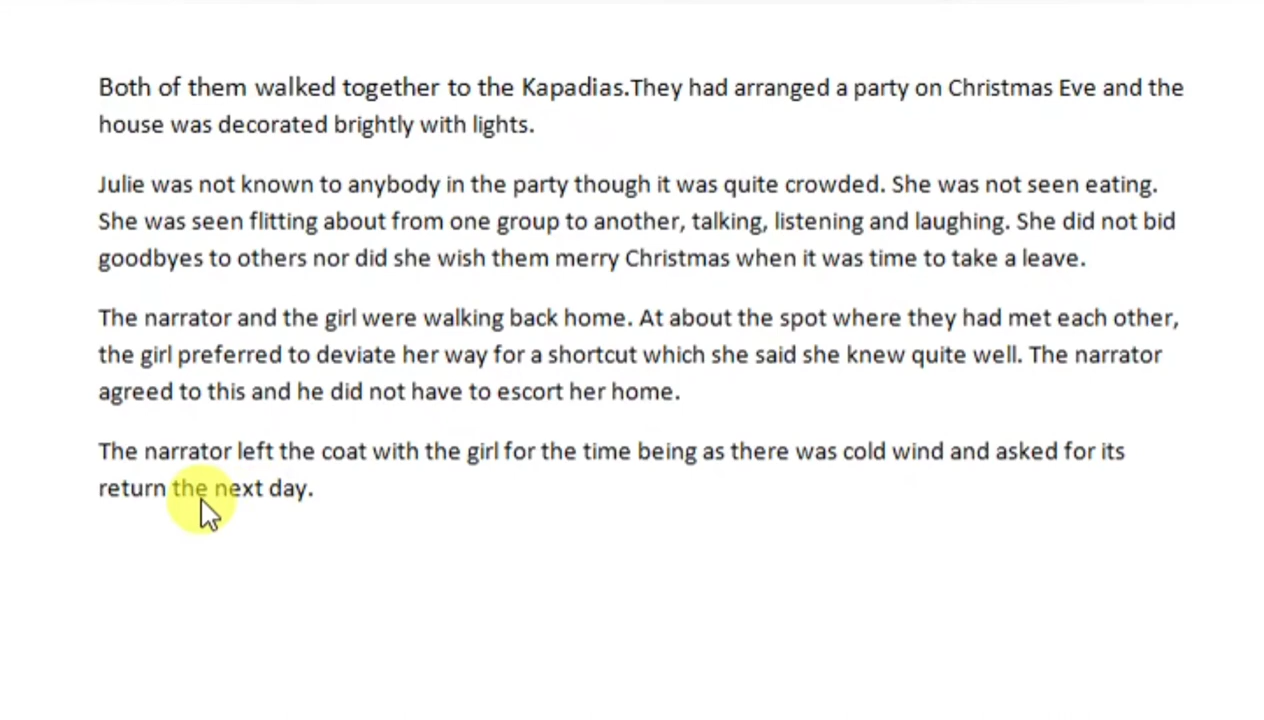 Both of them walked together to the Kapadias.They had arranged a party on Christmas Eve and the
house was decorated brightly with lights.
Julie was not known to anybody in the party though it was quite crowded. She was not seen eating.
She was seen flitting about from one group to another, talking, listening and laughing. She did not bid
goodbyes to others nor did she wish them merry Christmas when it was time to take a leave.
The narrator and the girl were walking back home. At about the spot where they had met each other,
the girl preferred to deviate her way for a shortcut which she said she knew quite well. The narrator
agreed to this and he did not have to escort her home.
The narrator left the coat with the girl for the time being as there was cold wind and asked for its
return the next day.